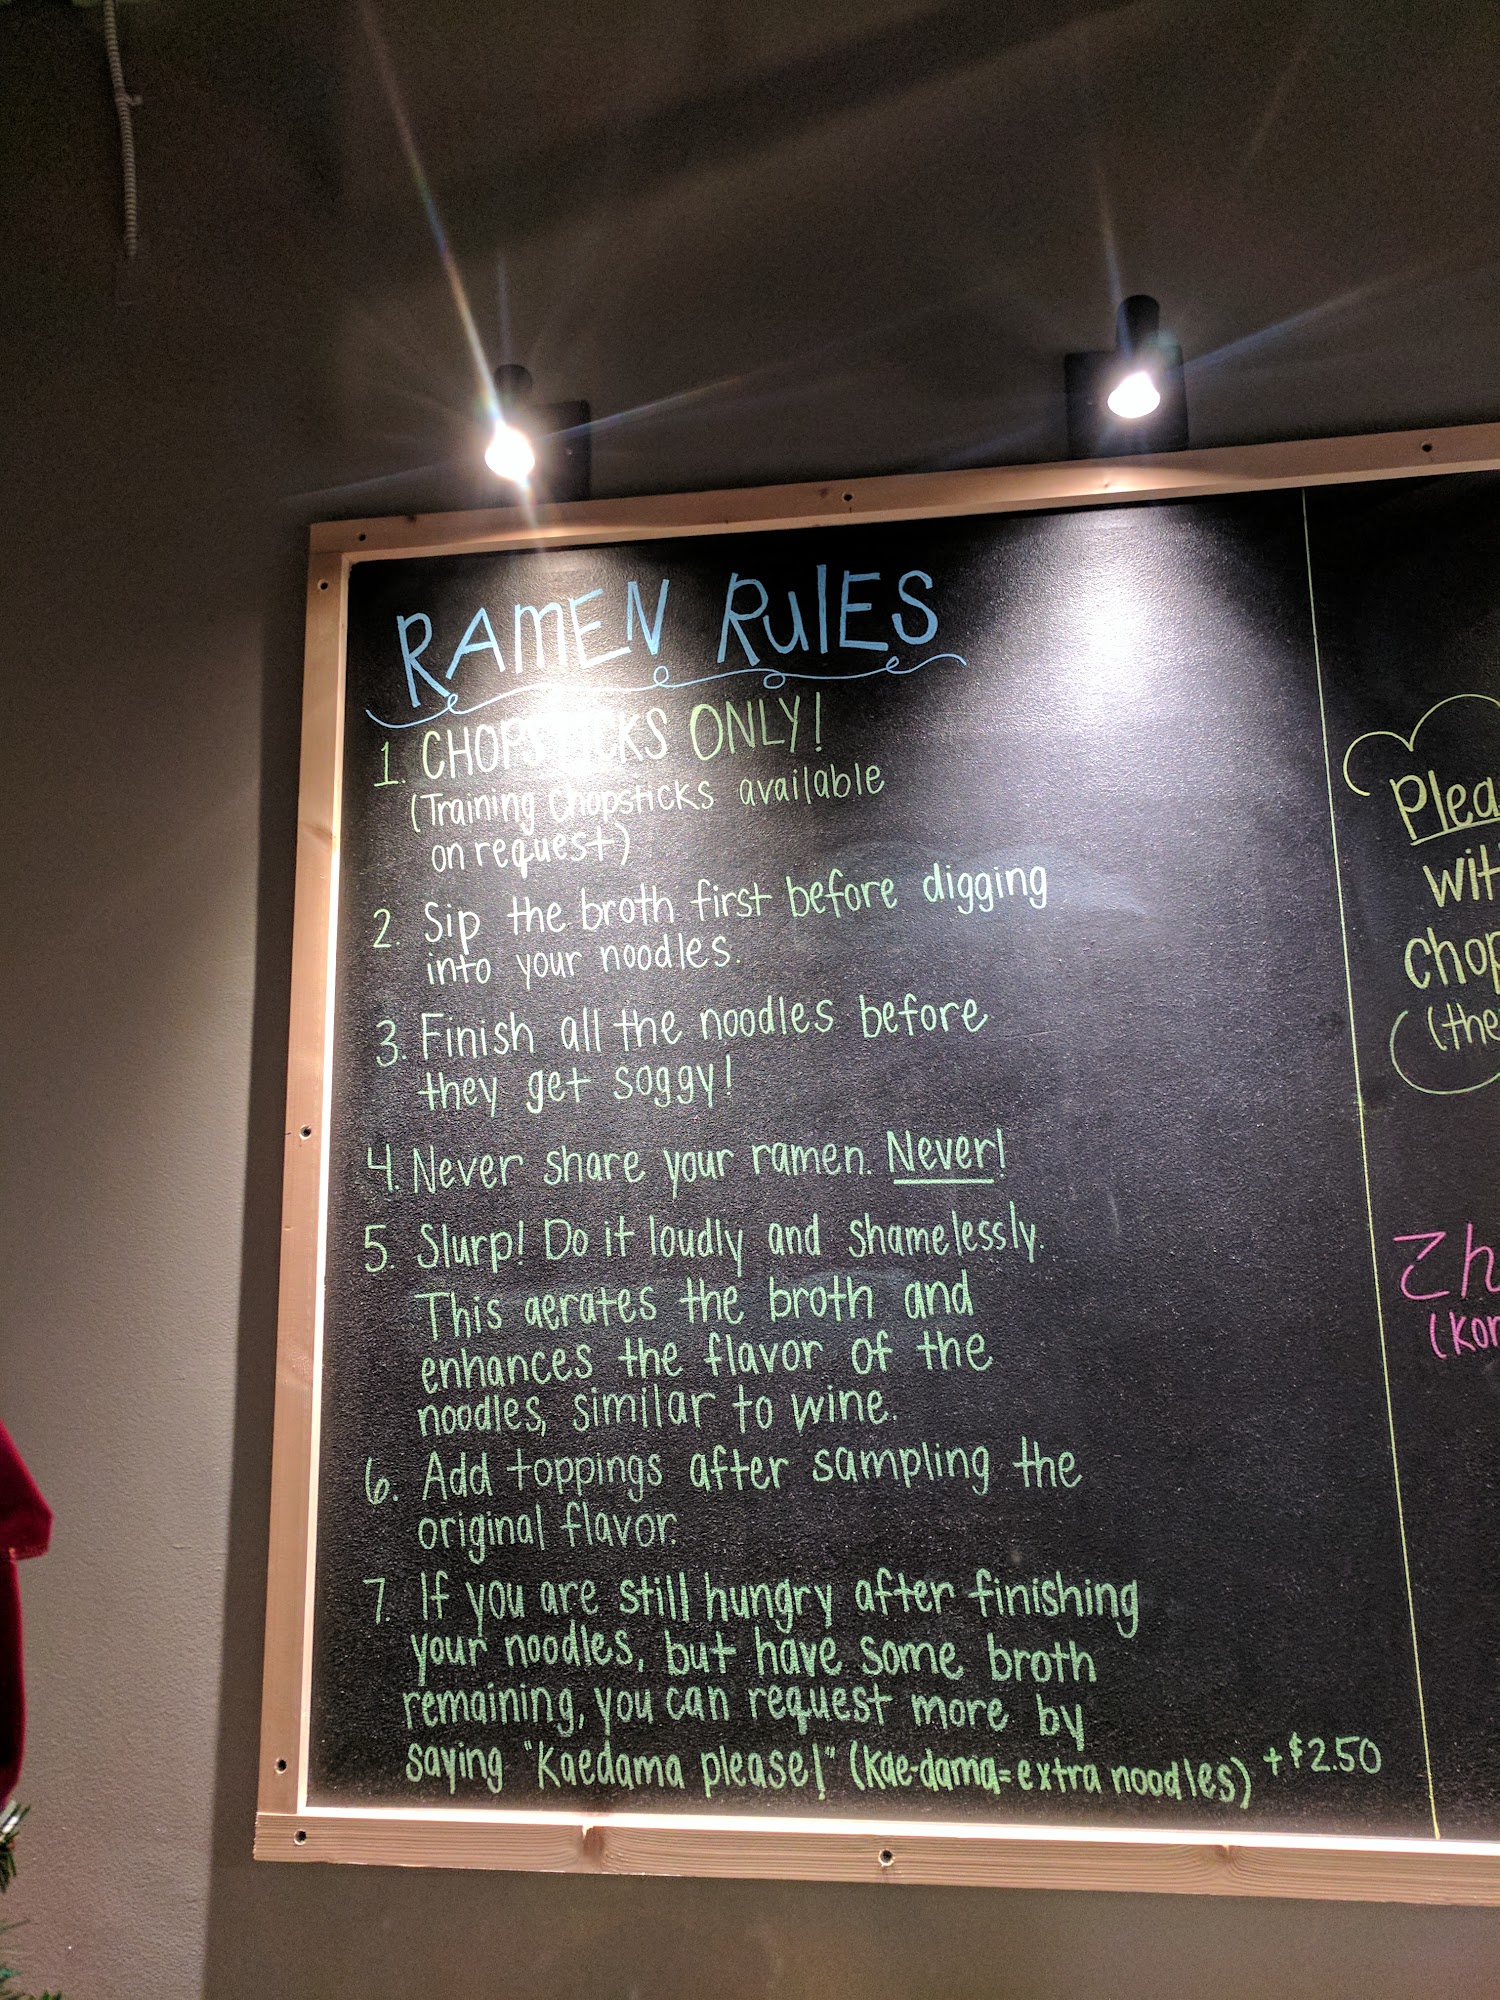 RAMEN RULES
1. CHOPSTICKS ONLY!
(Training Chopsticks available
on request)
2. Sip the broth first before digging
into your noodles.
3. Finish all the noodles before
they get soggy!
4. Never share your ramen. Never!
5. Slurp! Do it loudly and shamelessly.
This aerates the broth and
enhances the flavor of the
noodles, similar to wine.
6. Add toppings after sampling the
original flavor.
7. If you are still hungry after finishing
your noodles, but have some broth
remaining, you can request more by
saying "Kaedama please!" (Kae-dama=extra noodles) +$2.50